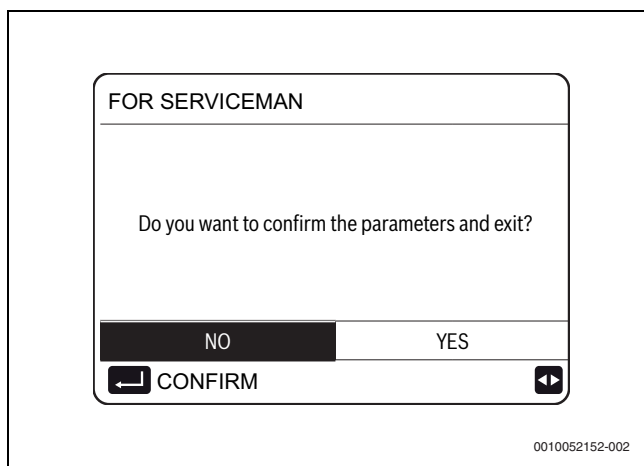 FOR SERVICEMAN
Do you want to confirm the parameters and exit?
NO YES
CONFIRM
0010052152-002